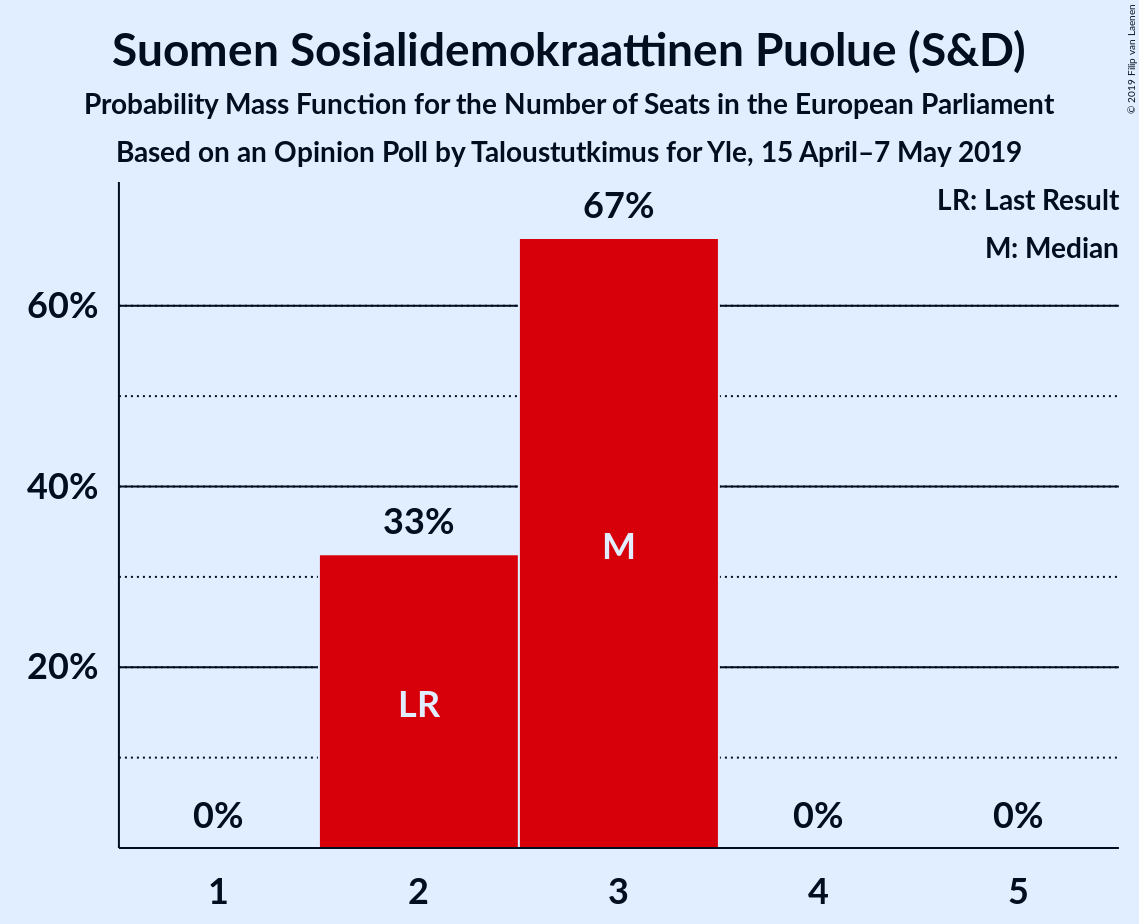 Suomen Sosialidemokraattinen Puolue (S&D)
Probability Mass Function for the Number of Seats in the European Parliament
Based on an Opinion Poll by Taloustutkimus for Yle, 15 April–7 May 2019
© 2019 Filip van Laenen
LR: Last Result
M: Median
67%
60%
40%
33%
M
20%
LR
0%
0%
0%
1
2
3
4
5